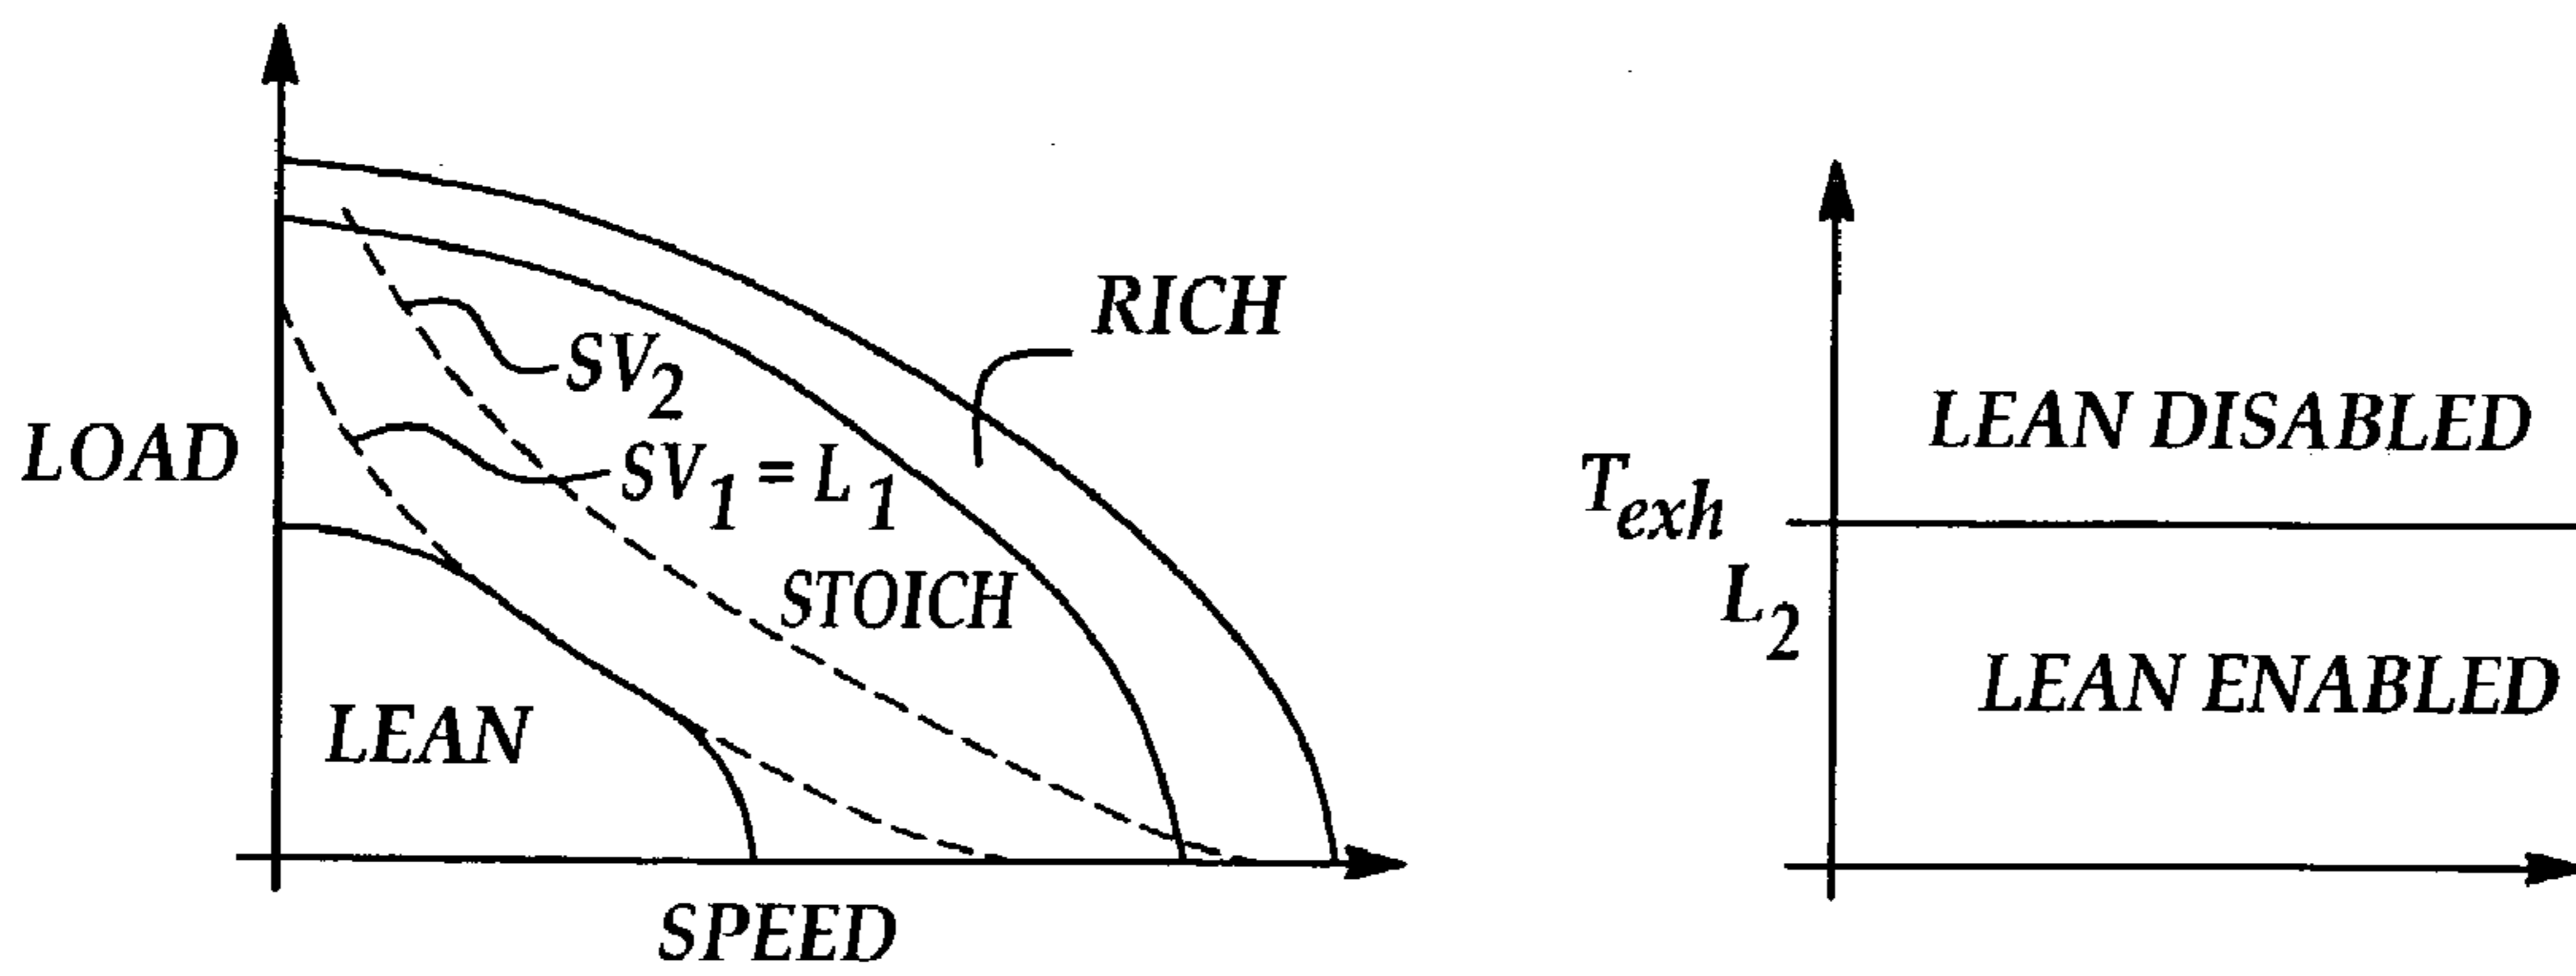 RICH
SV2
LOAD
SV1 = L1
STOICH
LEAN
SPEED
LEAN DISABLED
Texh
L2
LEAN ENABLED